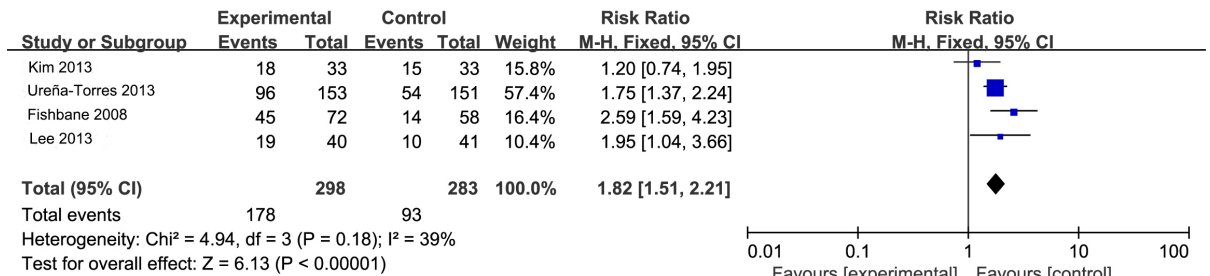 Experimental Control Risk Ratio Risk Ratio
Study or Subgroup Events Total Events Total Weight M-H, Fixed, 95% CI M-H, Fixed, 95% CI
Kim 2013 18 33 15 33 15.8% 1.20 [0.74, 1.95]
Ureña-Torres 2013 96 153 54 151 57.4% 1.75 [1.37, 2.24]
Fishbane 2008 45 72 14 58 16.4% 2.59 [1.59, 4.23]
Lee 2013 19 40 10 41 10.4% 1.95 [1.04, 3.66]
Total (95% CI) 298 283 100.0% 1.82 [1.51, 2.21]
Total events 178 93
Heterogeneity: Chi² = 4.94, df = 3 (P = 0.18); I² = 39%
Test for overall effect: Z = 6.13 (P < 0.00001)
0.01 0.1 1 10 100
Favours [experimental] Favours [control]